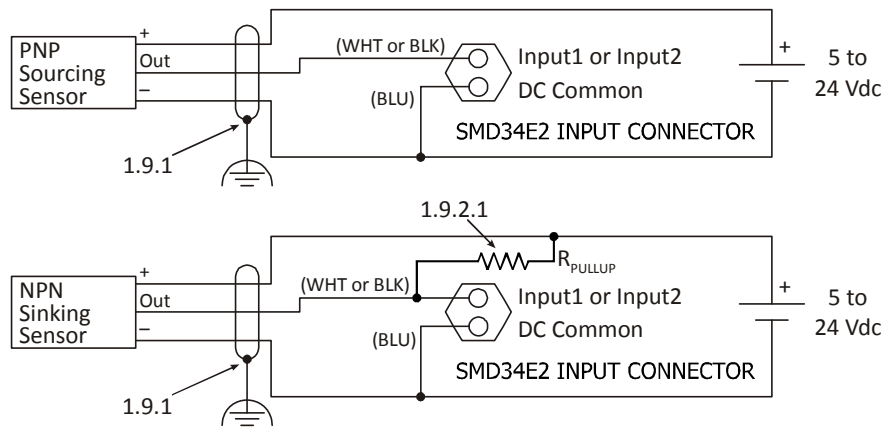 +
PNP
Sourcing
Sensor
Out
–
(WHT or BLK)
Input1 or Input2
(BLU)
DC Common
SMD34E2 INPUT CONNECTOR
+
5 to
24 Vdc
1.9.1
1.9.2.1
R PULLUP
+
NPN
Sinking
Sensor
Out
–
(WHT or BLK)
Input1 or Input2
(BLU)
DC Common
SMD34E2 INPUT CONNECTOR
+
5 to
24 Vdc
1.9.1